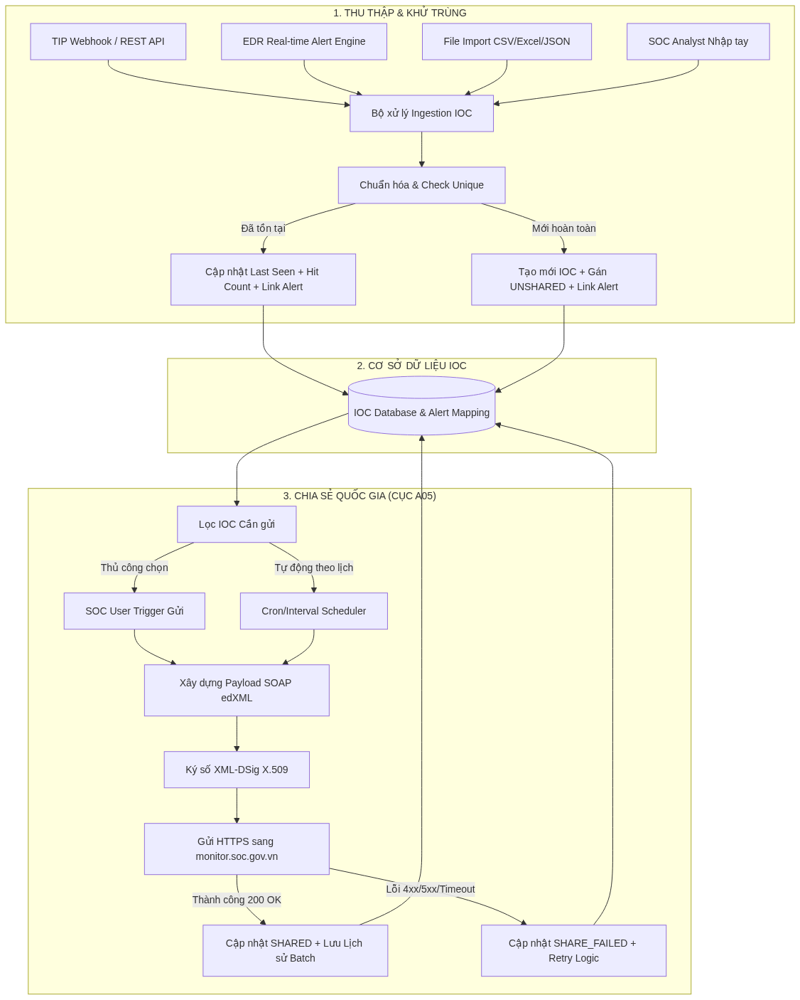 1. THU THẬP & KHỬ TRÙNG
TIP Webhook / REST API
EDR Real-time Alert Engine
File Import CSV/Excel/JSON
SOC Analyst Nhập tay
Bộ xử lý Ingestion IOC
Chuẩn hóa & Check Unique
Đã tồn tại
Mới hoàn toàn
Cập nhật Last Seen + Hit
Count + Link Alert
Tạo mới IOC + Gán
UNSHARED + Link Alert
2. CƠ SỞ DỮ LIỆU IOC
IOC Database & Alert Mapping
3. CHIA SẺ QUỐC GIA (CỤC A05)
Lọc IOC Cần gửi
Thủ công chọn
Tự động theo lịch
SOC User Trigger Gửi
Cron/Interval Scheduler
Xây dựng Payload SOAP
edXML
Ký số XML-DSig X.509
Gửi HTTPS sang
monitor.soc.gov.vn
Lỗi 4xx/5xx/Timeout
Thành công 200 OK
Cập nhật SHARED + Lưu Lịch
sử Batch
Cập nhật SHARE_FAILED +
Retry Logic